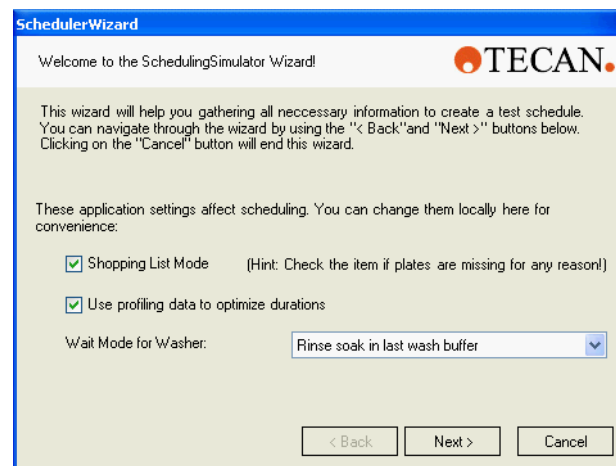 SchedulerWizard
Welcome to the SchedulingSimulator Wizard!
TECAN.
This wizard will help you gathering all neccessary information to create a test schedule.
You can navigate through the wizard by using the "< Back"and "Next >" buttons below.
Clicking on the "Cancel" button will end this wizard.
These application settings affect scheduling. You can change them locally here for
convenience:
Shopping List Mode (Hint: Check the item if plates are missing for any reason!)
Use profiling data to optimize durations
Wait Mode for Washer: Rinse soak in last wash buffer
< Back Next > Cancel